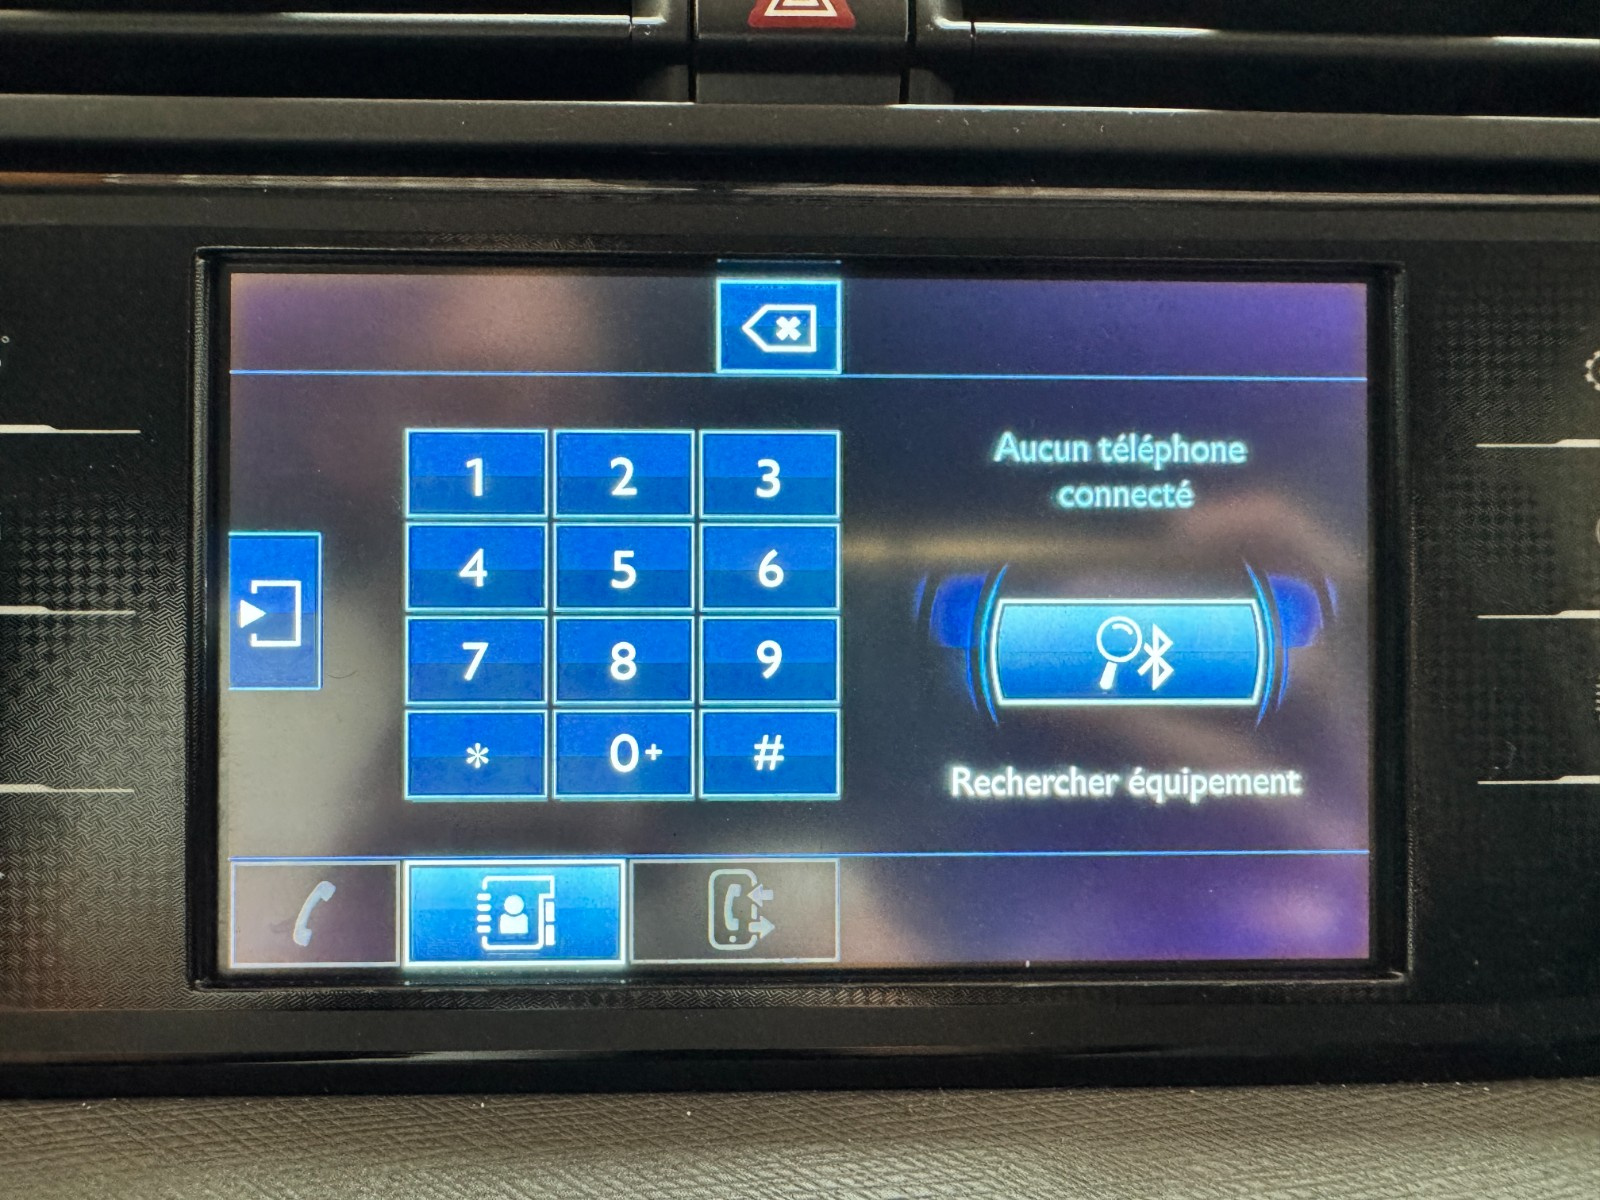 1 2 3
4 5 6
7 8 9
* 0+ #
Aucun téléphone
connecté
Rechercher équipement